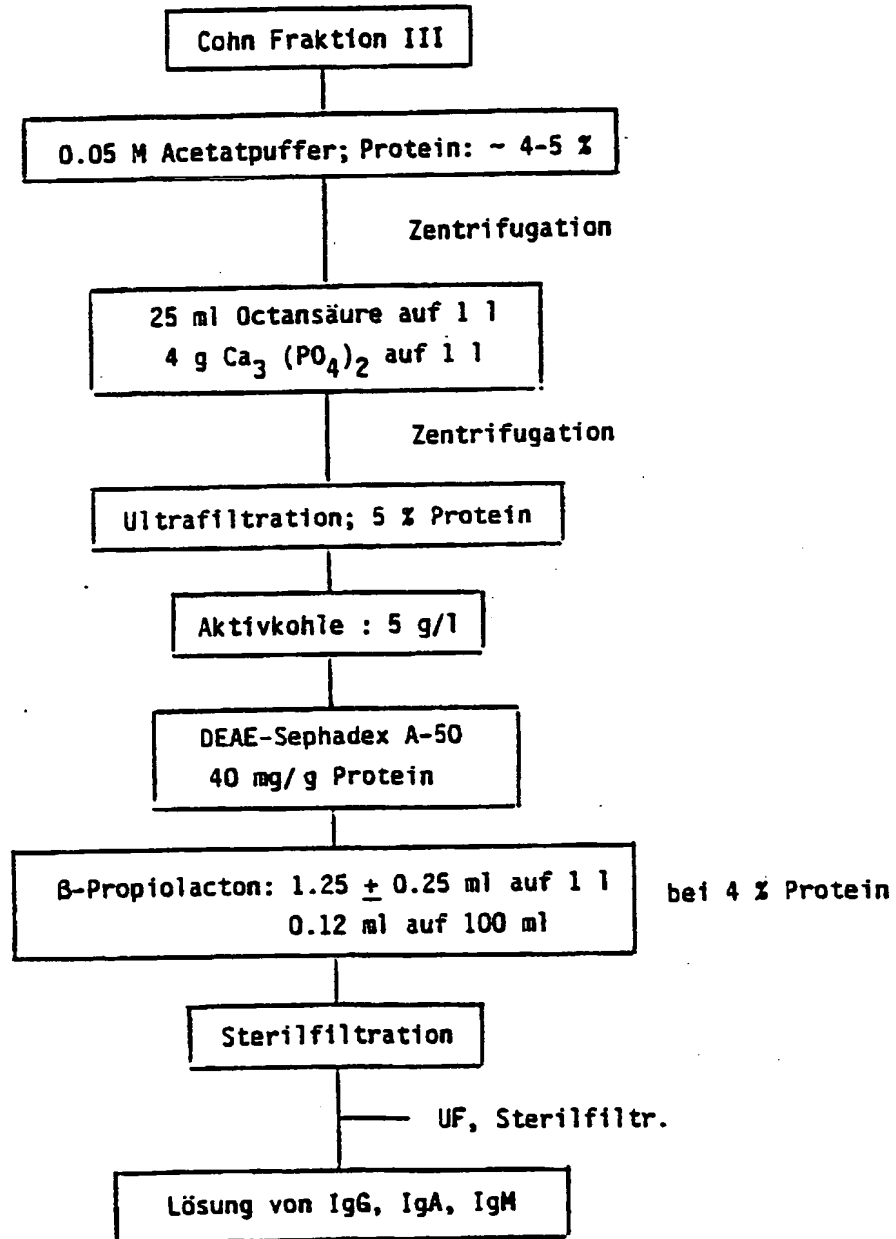 Cohn Fraktion III
0.05 M Acetatpuffer; Protein: ~ 4-5 %
Zentrifugation
25 ml Octansäure auf 1 l
4 g Ca3 (PO4)2 auf 1 l
Zentrifugation
Ultrafiltration; 5 % Protein
Aktivkohle : 5 g/l
DEAE-Sephadex A-50
40 mg/g Protein
β-Propiolacton: 1.25 ± 0.25 ml auf 1 l bei 4 % Protein
0.12 ml auf 100 ml
Sterilfiltration
UF, Sterilfiltr.
Lösung von IgG, IgA, IgM